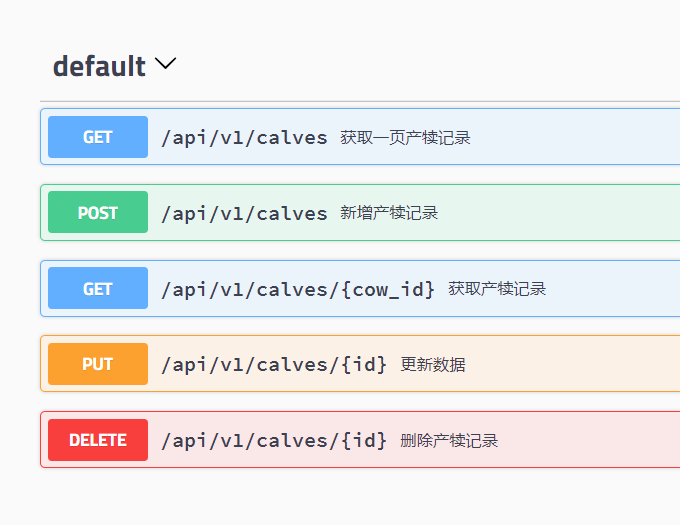 default
GET /api/v1/calves 获取一页产犊记录
POST /api/v1/calves 新增产犊记录
GET /api/v1/calves/{cow_id} 获取产犊记录
PUT /api/v1/calves/{id} 更新数据
DELETE /api/v1/calves/{id} 删除产犊记录